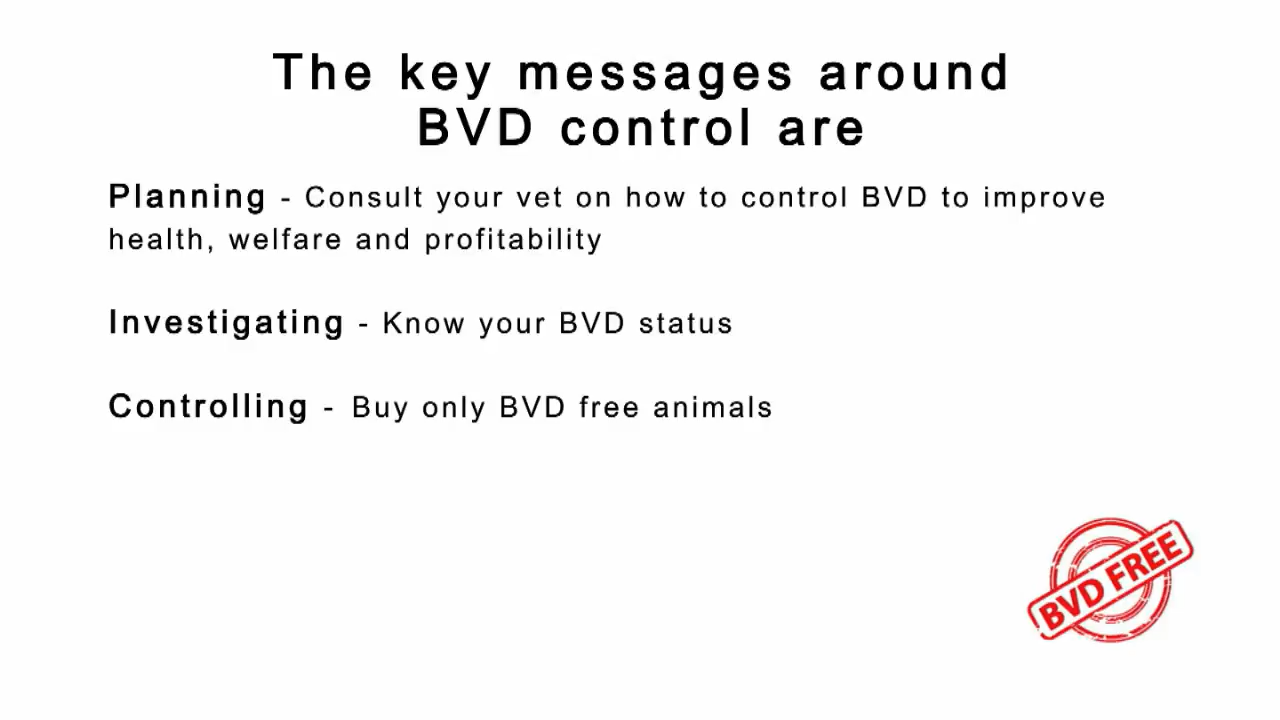 The key messages around
BVD control are
Planning - Consult your vet on how to control BVD to improve
health, welfare and profitability
Investigating - Know your BVD status
Controlling - Buy only BVD free animals
BVD FREE